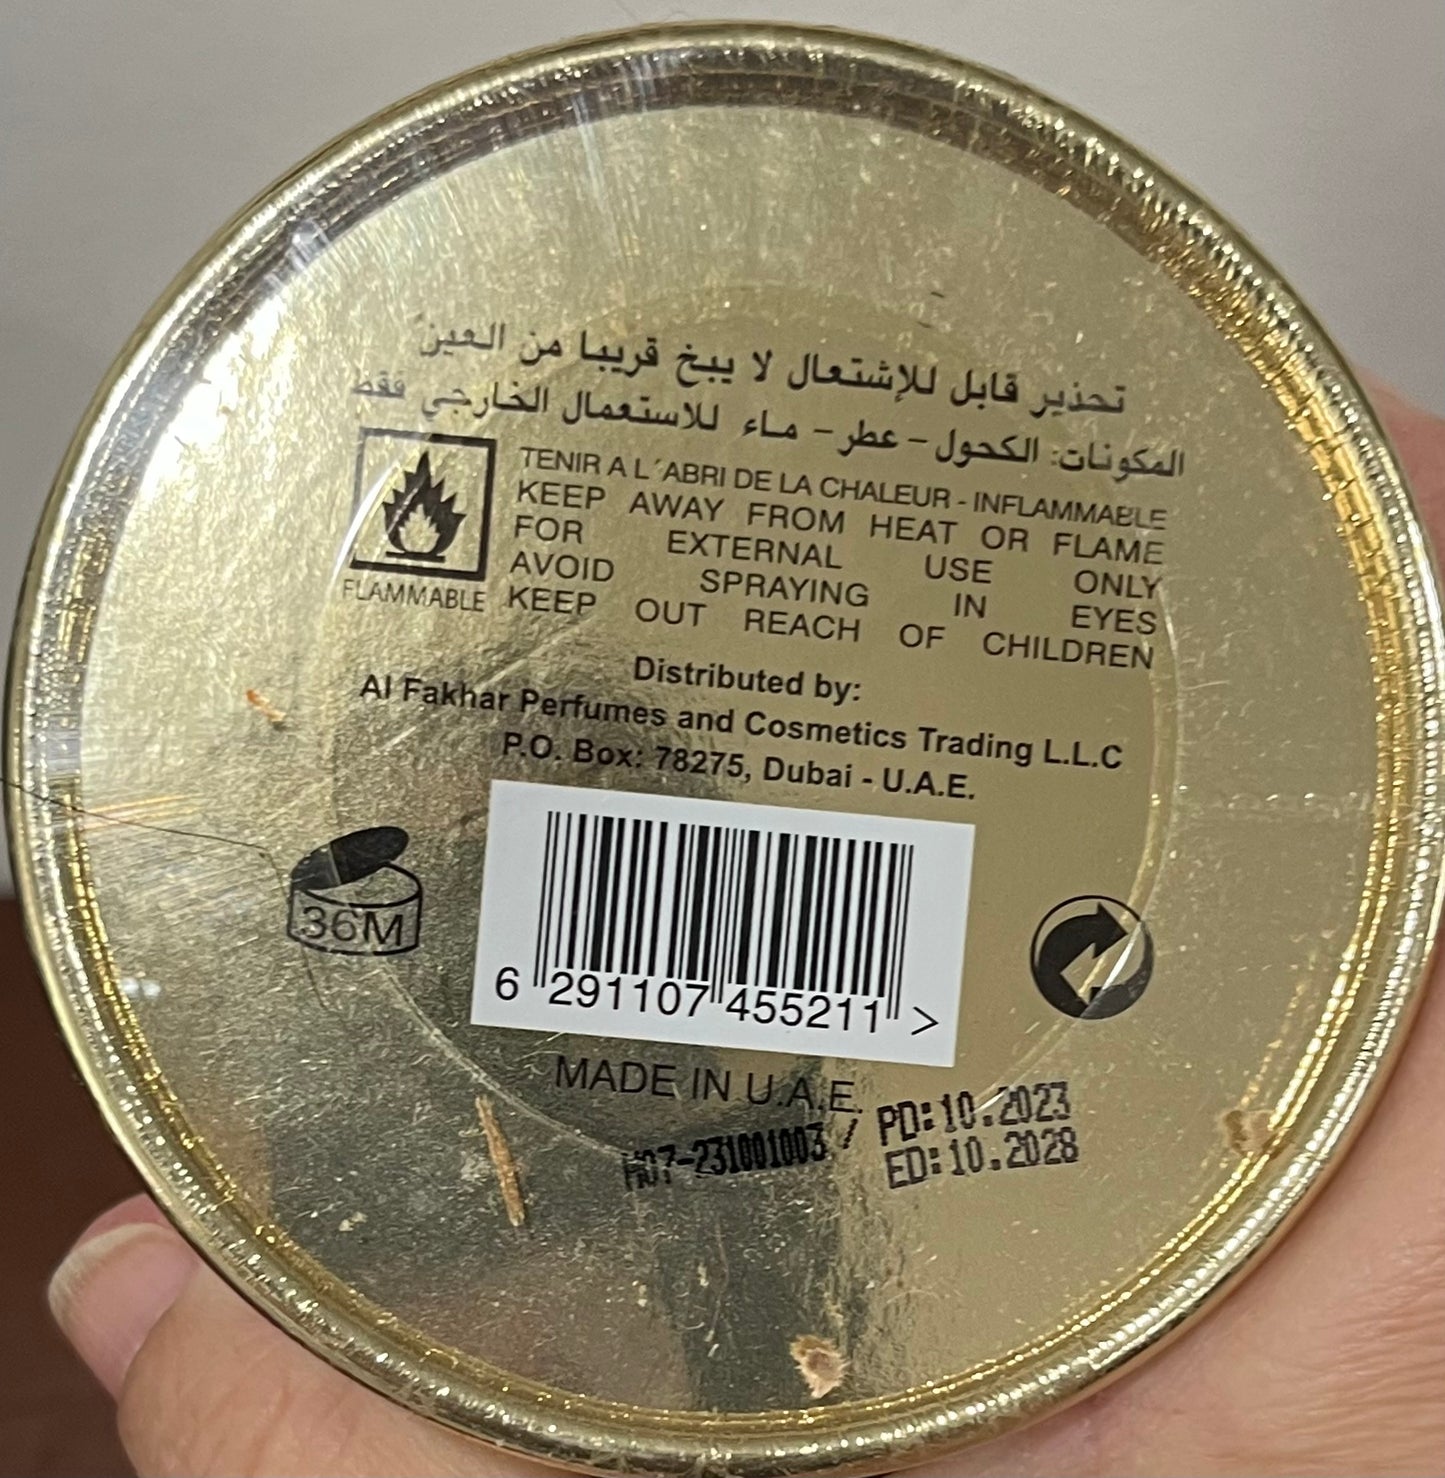 تحذير قابل للإشتعال لا يبخ قريبا من العين
المكونات: الكحول - عطر - ماء للاستعمال الخارجي فقط
TENIR A L´ABRI DE LA CHALEUR - INFLAMMABLE
KEEP AWAY FROM HEAT OR FLAME
FOR EXTERNAL USE ONLY
AVOID SPRAYING IN EYES
KEEP OUT REACH OF CHILDREN
FLAMMABLE
Distributed by:
Al Fakhar Perfumes and Cosmetics Trading L.L.C
P.O. Box: 78275, Dubai - U.A.E.
36M
6 291107 455211 >
MADE IN U.A.E.
H07-231001003 / PD:10.2023
ED:10.2028